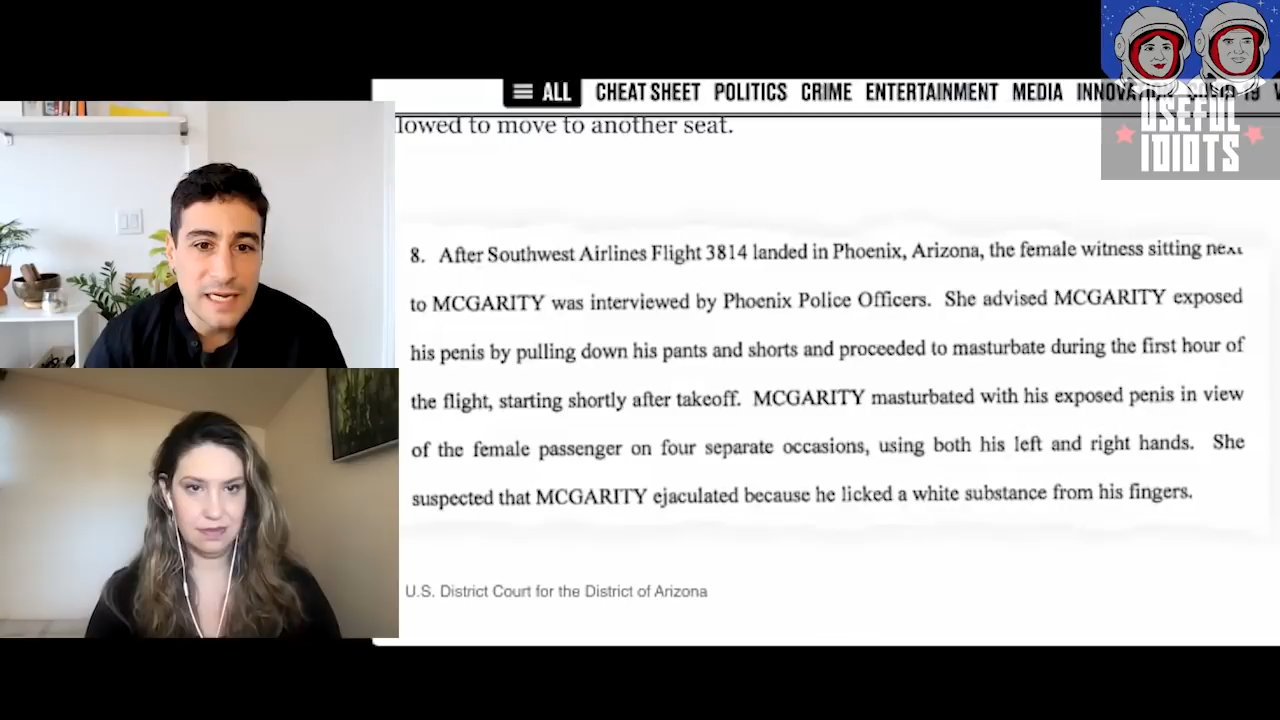 ALL CHEAT SHEET POLITICS CRIME ENTERTAINMENT MEDIA INNOVATION COVID-19
USEFUL
IDIOTS
lowed to move to another seat.
8. After Southwest Airlines Flight 3814 landed in Phoenix, Arizona, the female witness sitting next
to MCGARITY was interviewed by Phoenix Police Officers. She advised MCGARITY exposed
his penis by pulling down his pants and shorts and proceeded to masturbate during the first hour of
the flight, starting shortly after takeoff. MCGARITY masturbated with his exposed penis in view
of the female passenger on four separate occasions, using both his left and right hands. She
suspected that MCGARITY ejaculated because he licked a white substance from his fingers.
U.S. District Court for the District of Arizona